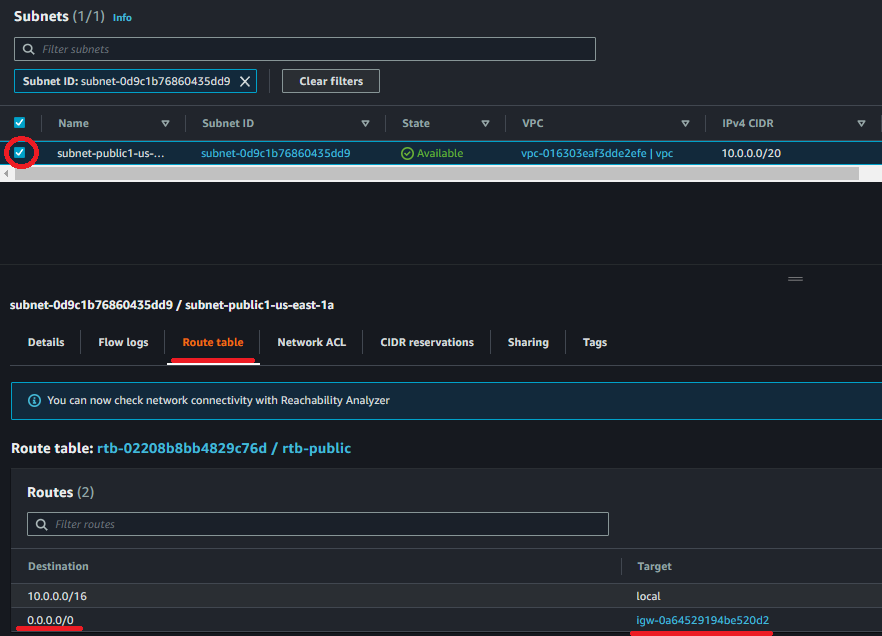 Subnets (1/1) Info
Filter subnets
Subnet ID: subnet-0d9c1b76860435dd9 Clear filters
Name Subnet ID State VPC IPv4 CIDR
subnet-public1-us-... subnet-0d9c1b76860435dd9 Available vpc-016303eaf3dde2efe | vpc 10.0.0.0/20
subnet-0d9c1b76860435dd9 / subnet-public1-us-east-1a
Details Flow logs Route table Network ACL CIDR reservations Sharing Tags
You can now check network connectivity with Reachability Analyzer
Route table: rtb-02208b8bb4829c76d / rtb-public
Routes (2)
Filter routes
Destination Target
10.0.0.0/16 local
0.0.0.0/0 igw-0a64529194be520d2